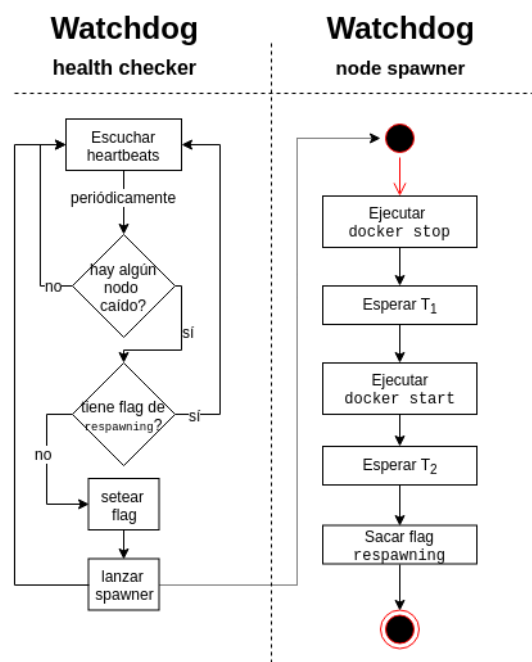 Watchdog
health checker
Escuchar
heartbeats
periódicamente
hay algún
nodo
caído?
no
sí
tiene flag de
respawning?
sí
no
setear
flag
lanzar
spawner
Watchdog
node spawner
Ejecutar
docker stop
Esperar T1
Ejecutar
docker start
Esperar T2
Sacar flag
respawning